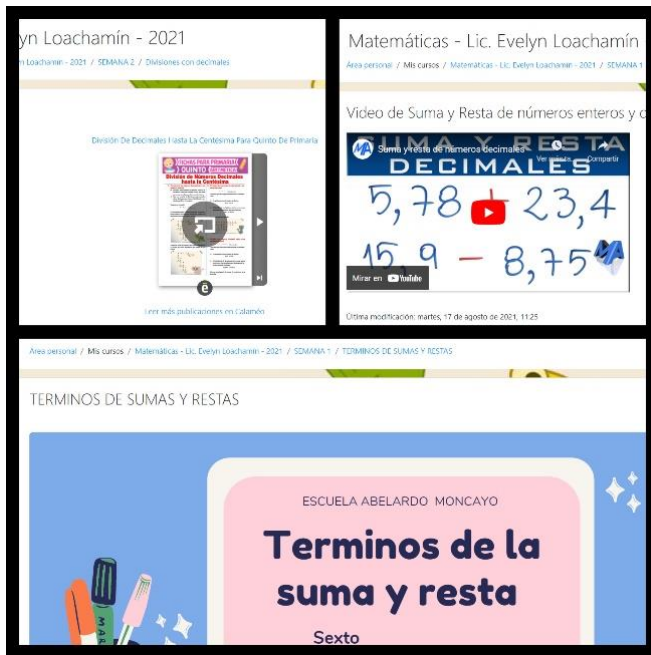 yn Loachamín - 2021
n Loachamín - 2021 / SEMANA 2 / Divisiones con decimales
División De Decimales Hasta La Centésima Para Quinto De Primaria
FICHAS PARA PRIMARIA
QUINTO
División de Números Decimales
hasta la Centésima
Leer más publicaciones en Calaméo
Matemáticas - Lic. Evelyn Loachamín
Área personal / Mis cursos / Matemáticas - Lic. Evelyn Loachamín - 2021 / SEMANA 1
Video de Suma y Resta de números enteros y d
SUMA Y RESTA
Suma y resta de números decimales
Ver más tarde
Compartir
DECIMALES
5,78 + 23,4
15,9 - 8,75
Mirar en YouTube
Última modificación: martes, 17 de agosto de 2021, 11:25
Área personal / Mis cursos / Matemáticas - Lic. Evelyn Loachamín - 2021 / SEMANA 1 / TERMINOS DE SUMAS Y RESTAS
TERMINOS DE SUMAS Y RESTAS
ESCUELA ABELARDO MONCAYO
Terminos de la
suma y resta
Sexto
MAR